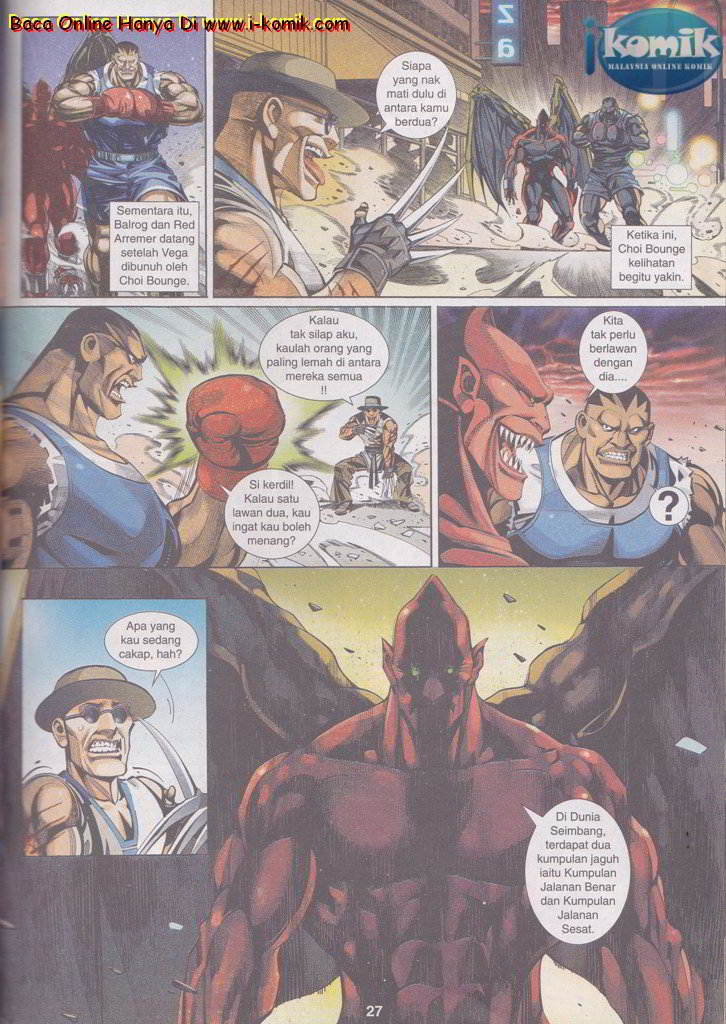 Baca Online Hanya Di www.i-komik.com
ikomik
MALAYSIA ONLINE KOMIK
za
Sementara itu,
Balrog dan Red
Arremer datang
setelah Vega
dibunuh oleh
Choi Bounge.
Siapa
yang nak
mati dulu di
antara kamu
berdua?
Ketika ini,
Choi Bounge
kelihatan
begitu yakin.
Kalau
tak silap aku,
kaulah orang yang
paling lemah di antara
mereka semua
!!
Si kerdil!
Kalau satu
lawan dua, kau
ingat kau boleh
menang?
Kita
tak perlu
berlawan
dengan
dia....
?
Apa yang
kau sedang
cakap, hah?
Di Dunia
Seimbang,
terdapat dua
kumpulan jaguh
iaitu Kumpulan
Jalanan Benar
dan Kumpulan
Jalanan
Sesat.
27